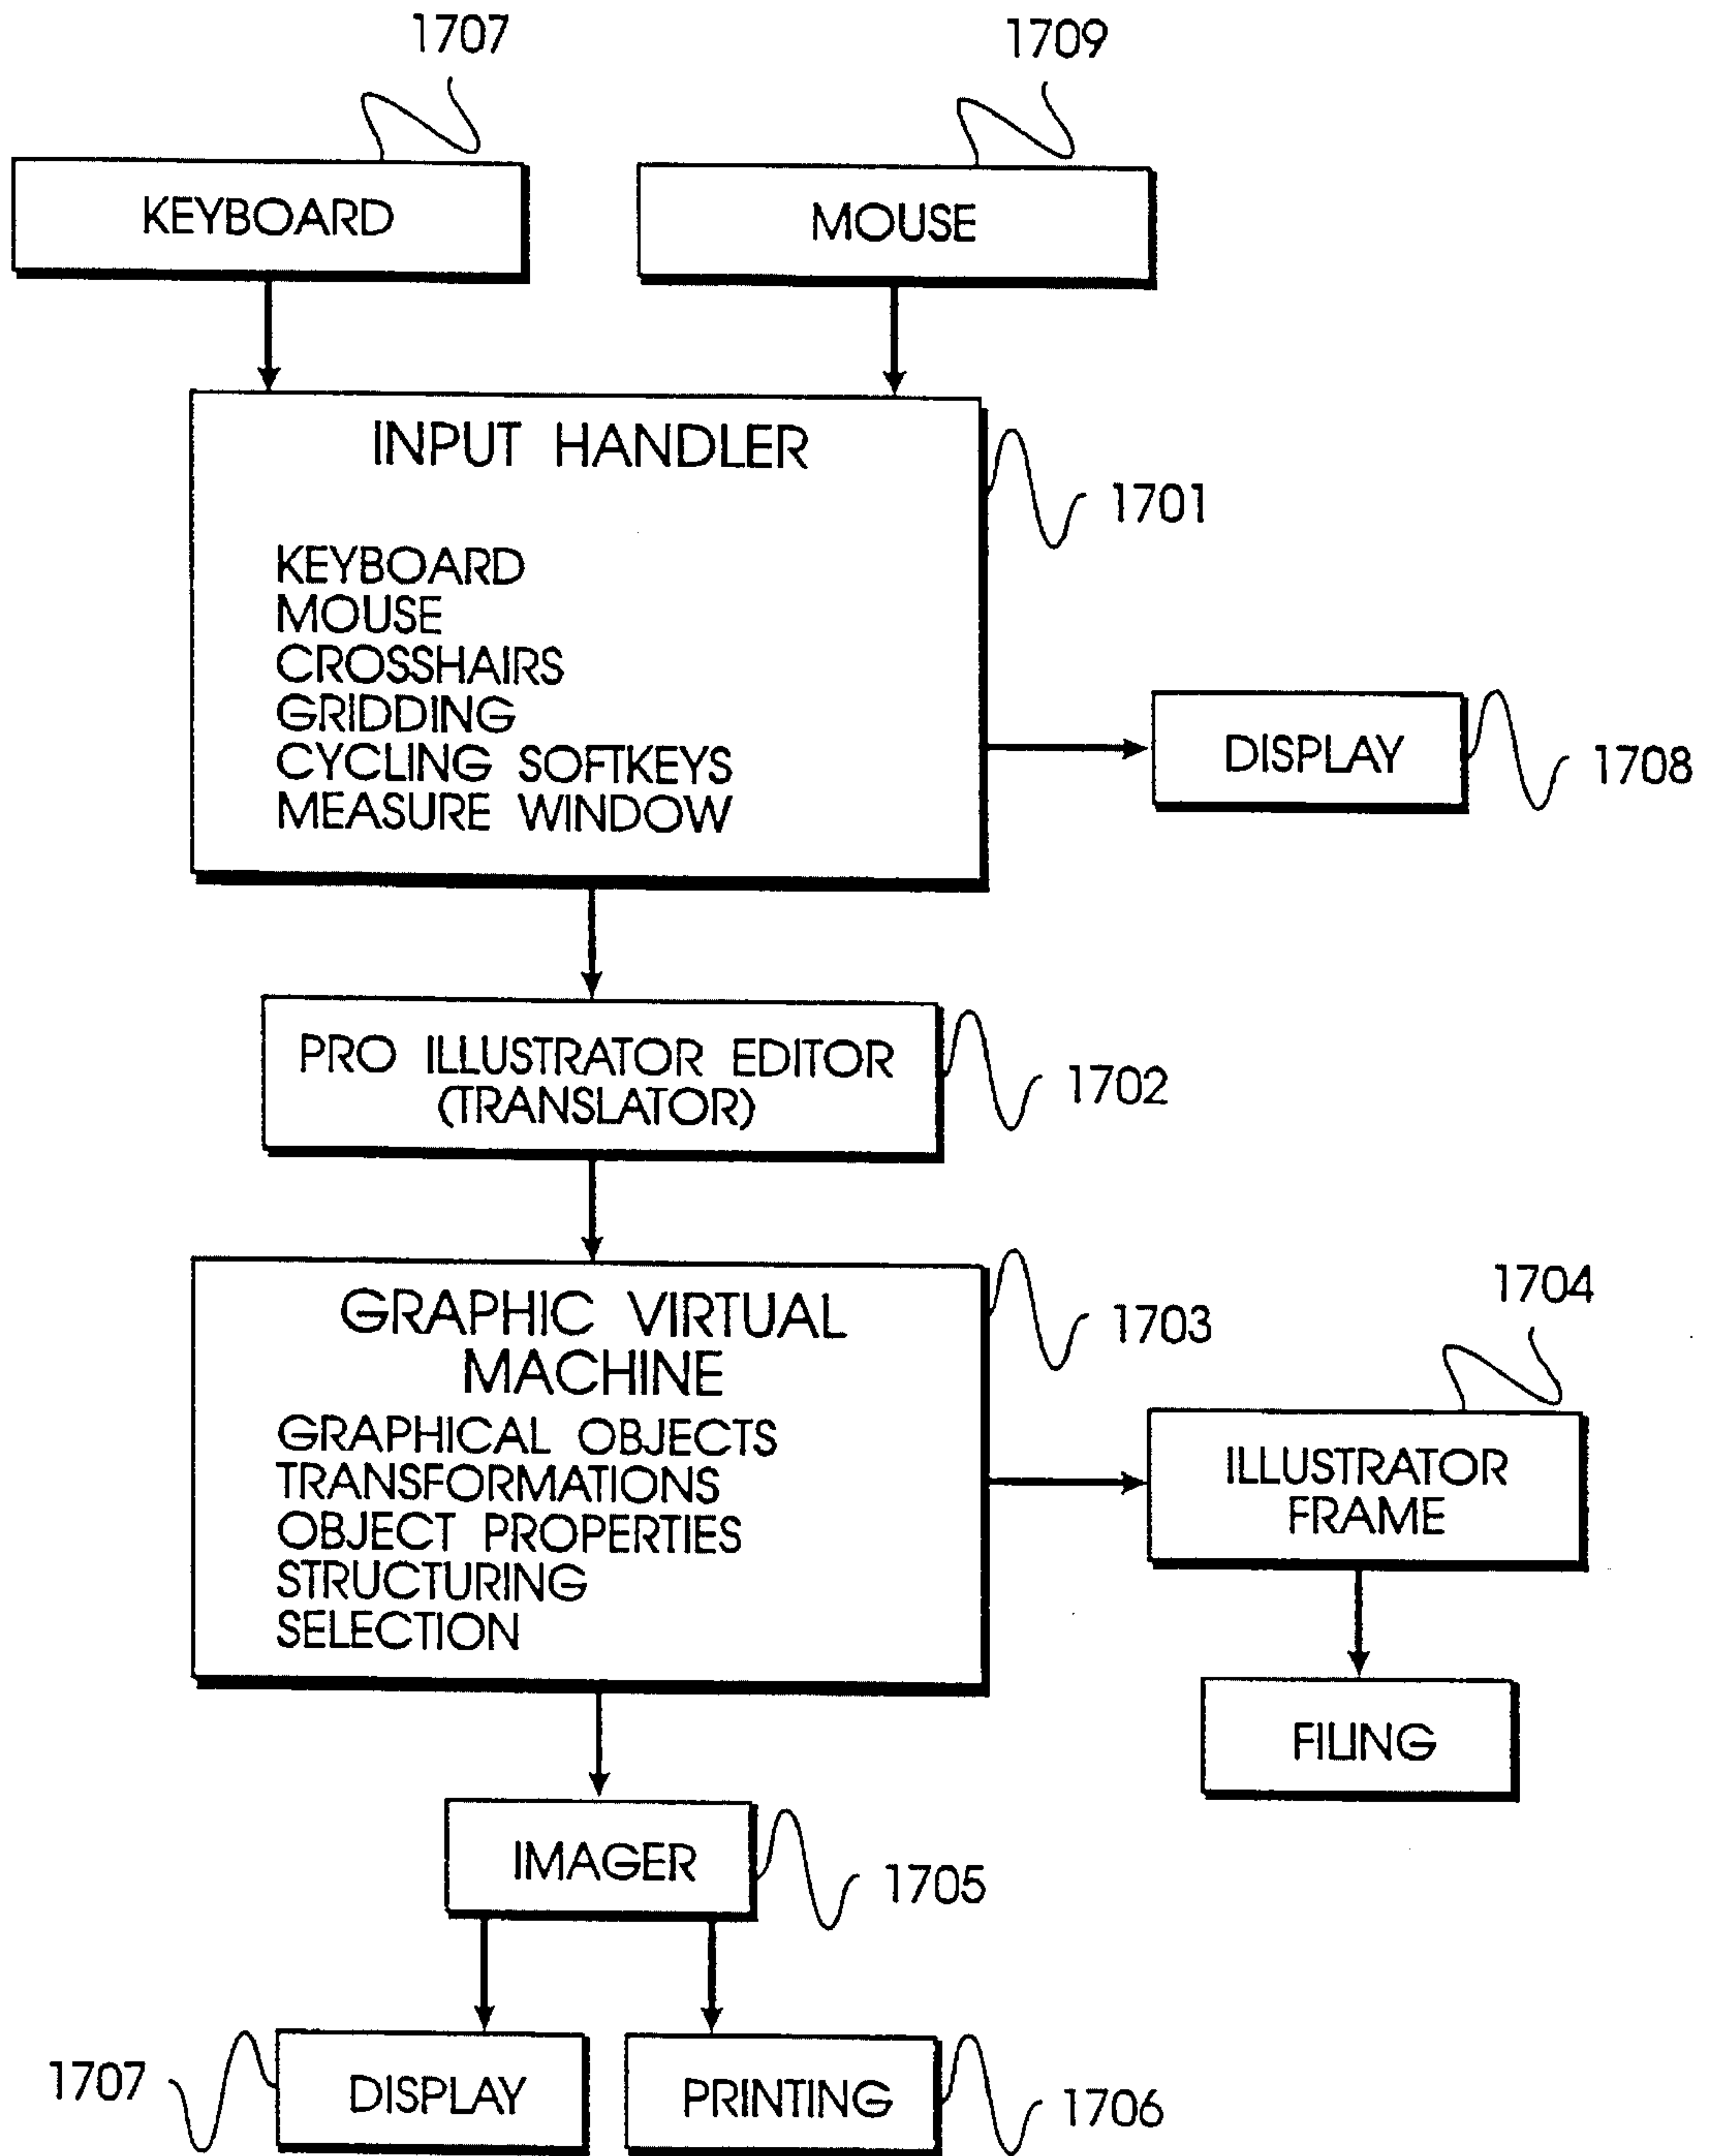 1707
1709
KEYBOARD
MOUSE
INPUT HANDLER
1701
KEYBOARD
MOUSE
CROSSHAIRS
GRIDDING
CYCLING SOFTKEYS
MEASURE WINDOW
DISPLAY
1708
PRO ILLUSTRATOR EDITOR
(TRANSLATOR)
1702
GRAPHIC VIRTUAL
MACHINE
1703
GRAPHICAL OBJECTS
TRANSFORMATIONS
OBJECT PROPERTIES
STRUCTURING
SELECTION
1704
ILLUSTRATOR
FRAME
FILING
IMAGER
1705
1707
DISPLAY
PRINTING
1706